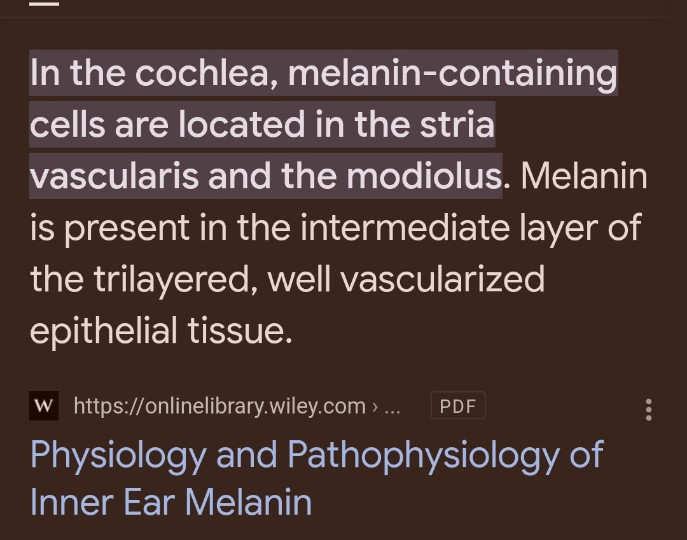 In the cochlea, melanin-containing
cells are located in the stria
vascularis and the modiolus. Melanin
is present in the intermediate layer of
the trilayered, well vascularized
epithelial tissue.
W https://onlinelibrary.wiley.com › ... PDF
Physiology and Pathophysiology of
Inner Ear Melanin